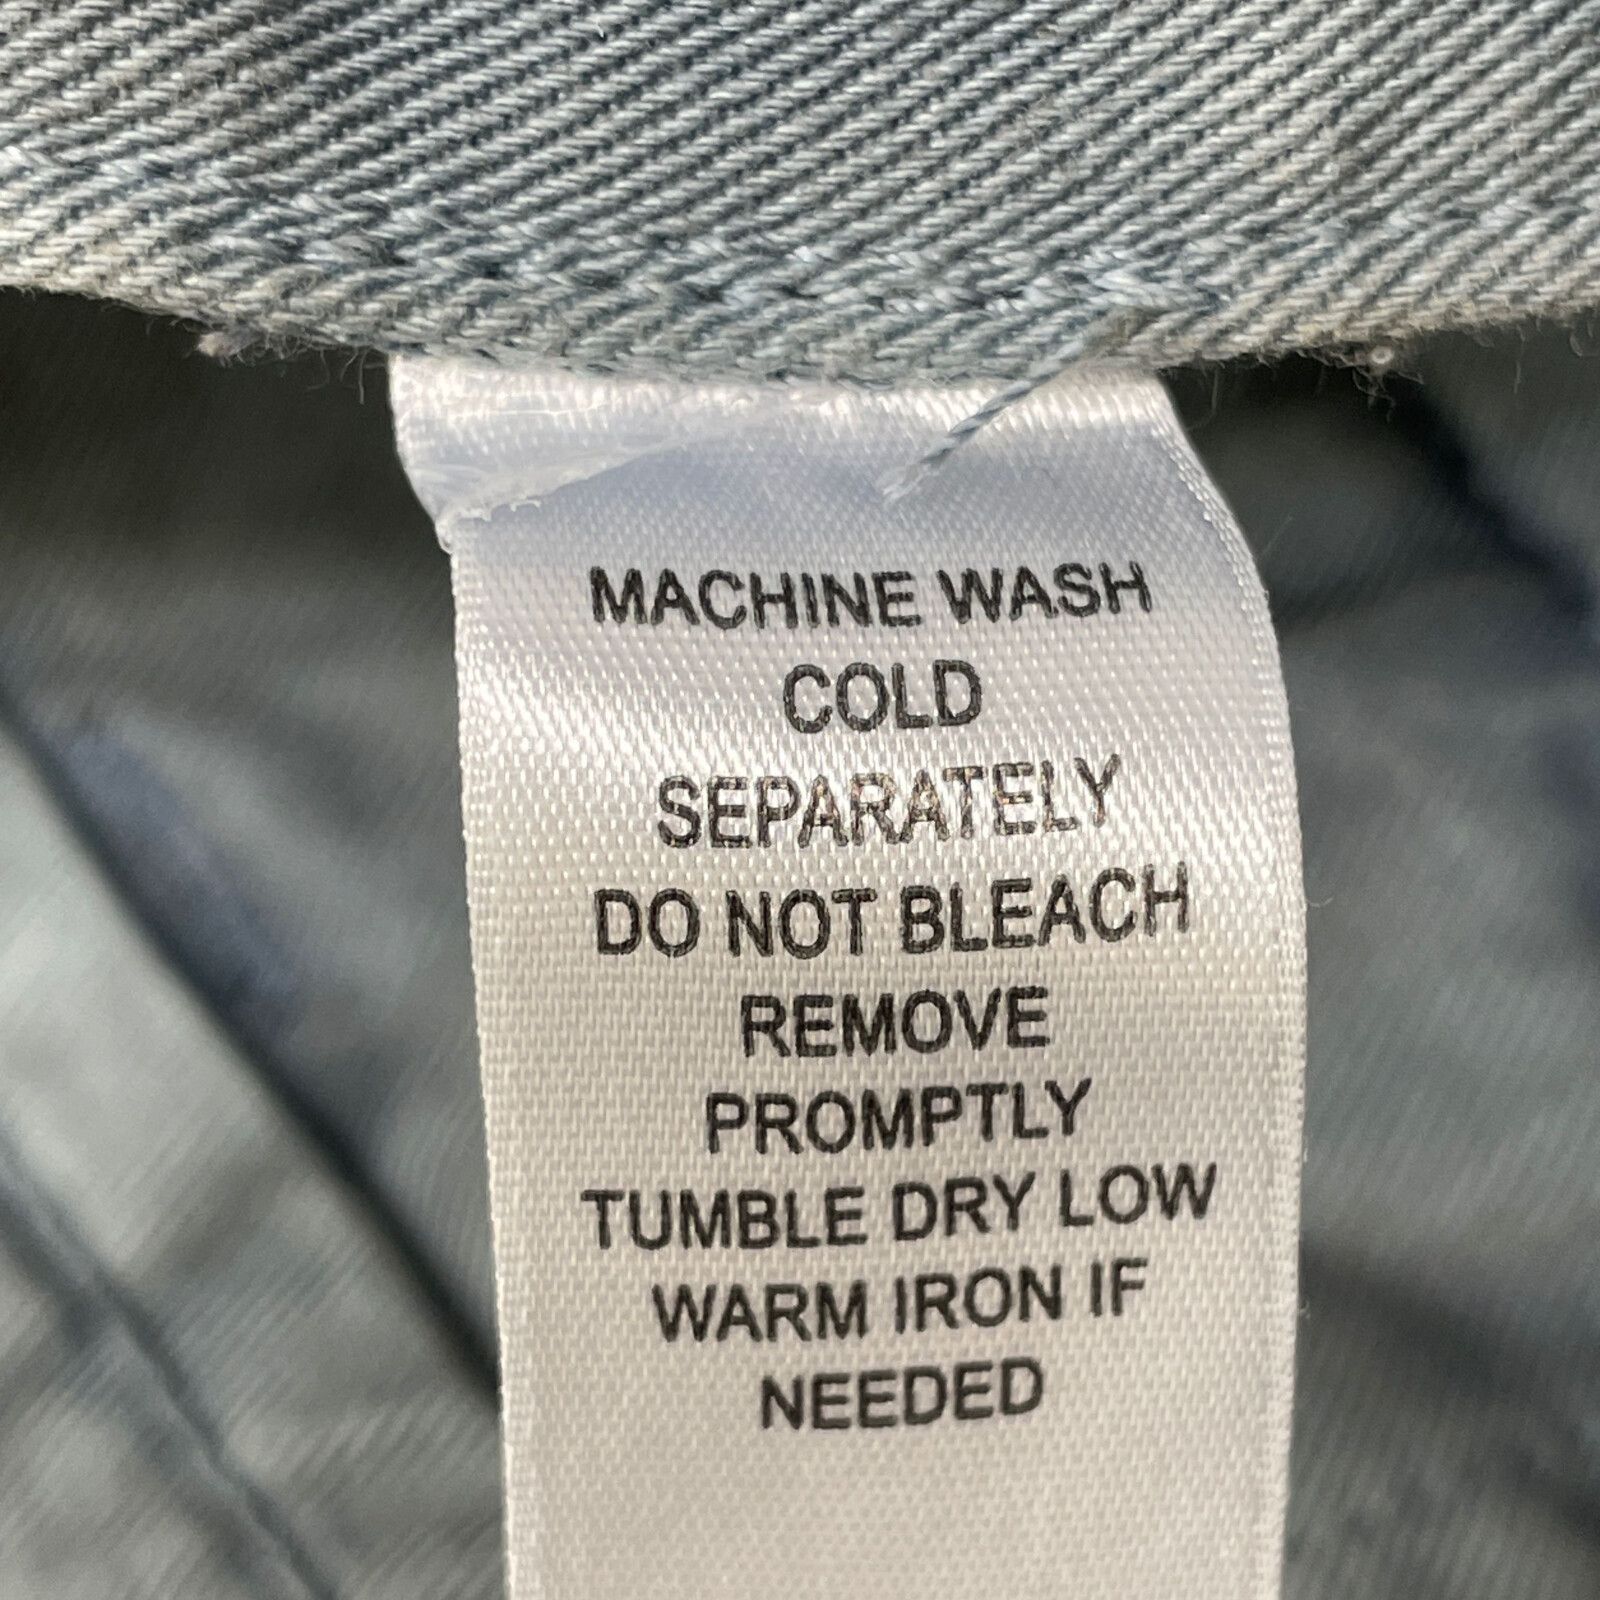 MACHINE WASH
COLD
SEPARATELY
DO NOT BLEACH
REMOVE
PROMPTLY
TUMBLE DRY LOW
WARM IRON IF
NEEDED